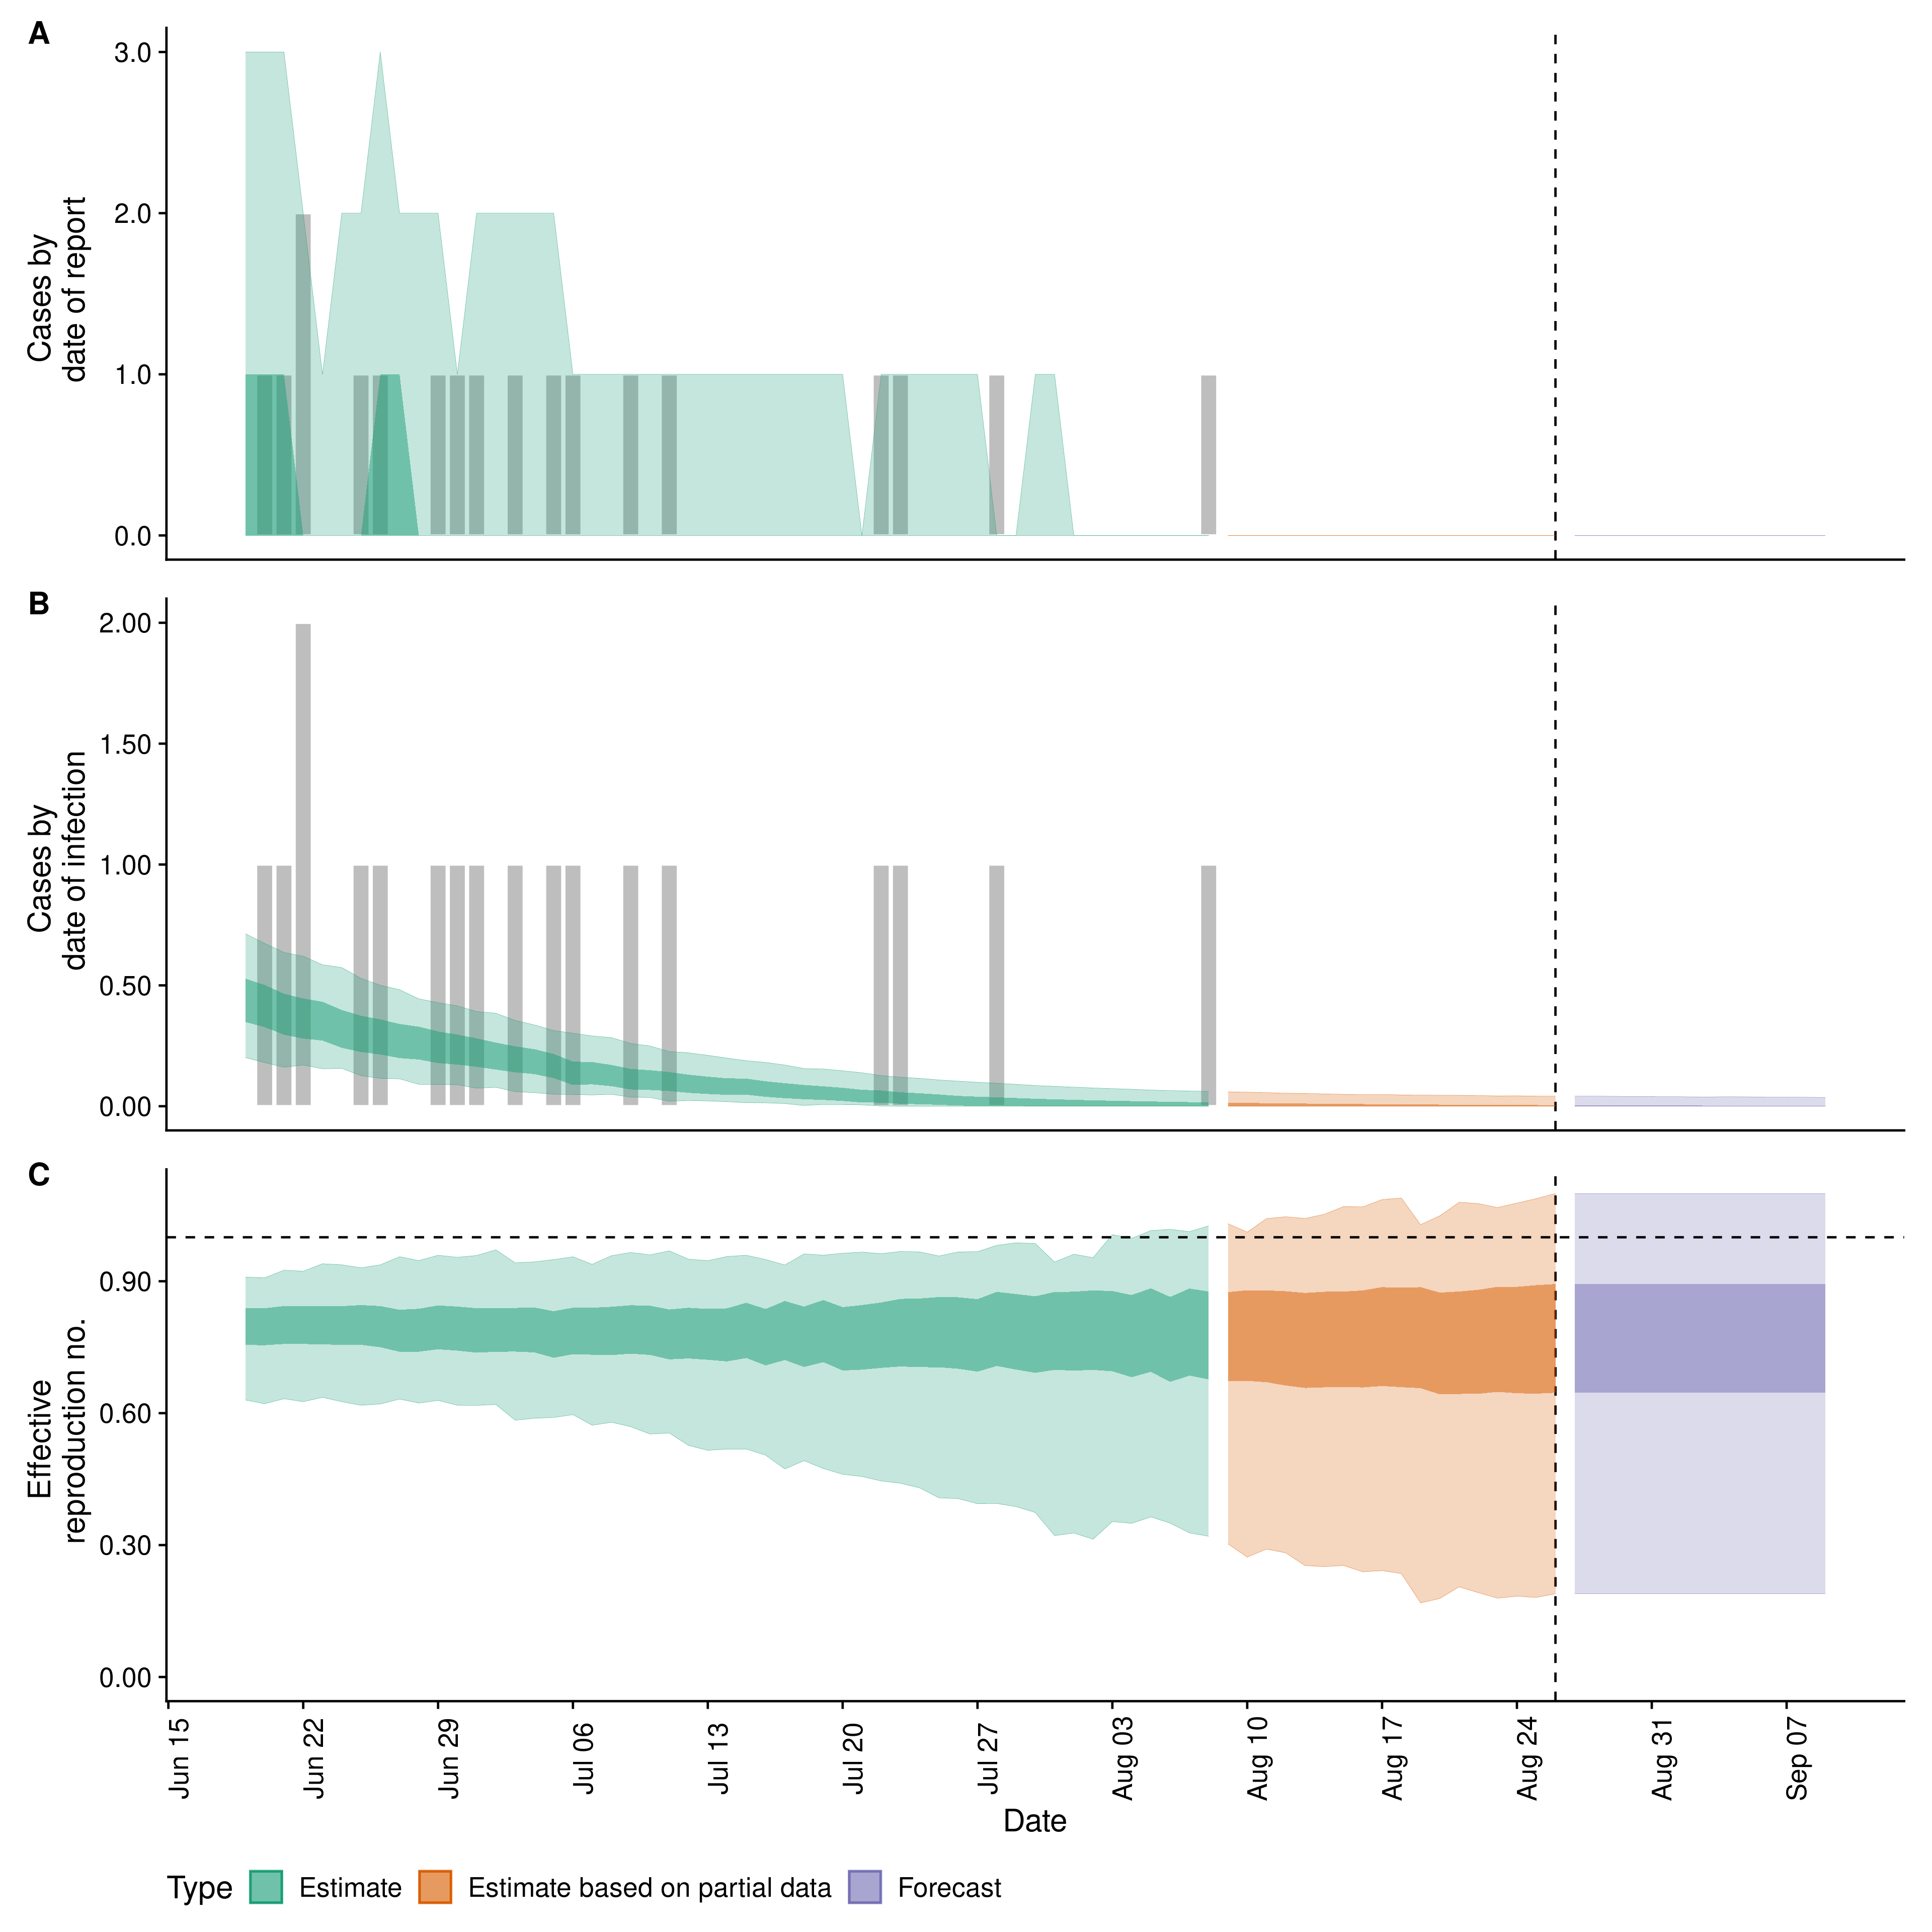 A
3.0
2.0
1.0
0.0
Cases by
date of report
B
2.00
1.50
1.00
0.50
0.00
Cases by
date of infection
C
0.90
0.60
0.30
0.00
Effective
reproduction no.
Jun 15
Jun 22
Jun 29
Jul 06
Jul 13
Jul 20
Jul 27
Aug 03
Aug 10
Aug 17
Aug 24
Aug 31
Sep 07
Date
Type Estimate Estimate based on partial data Forecast